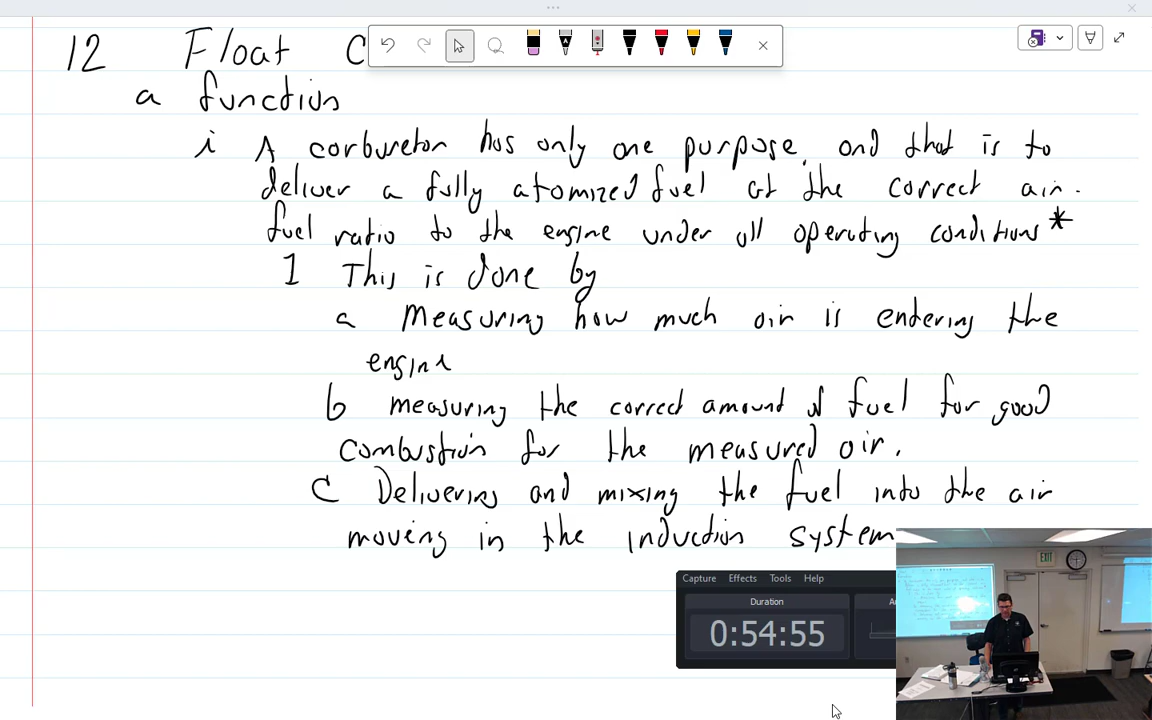 12 Float C
a function
i A carburetor has only one purpose, and that is to
deliver a fully atomized fuel at the correct air-
fuel ratio to the engine under all operating conditions*
1 This is done by
a Measuring how much air is entering the
engine
b measuring the correct amount of fuel for good
combustion for the measured air.
C Delivering and mixing the fuel into the air
moving in the induction system
Capture Effects Tools Help
Duration
0:54:55
EXIT